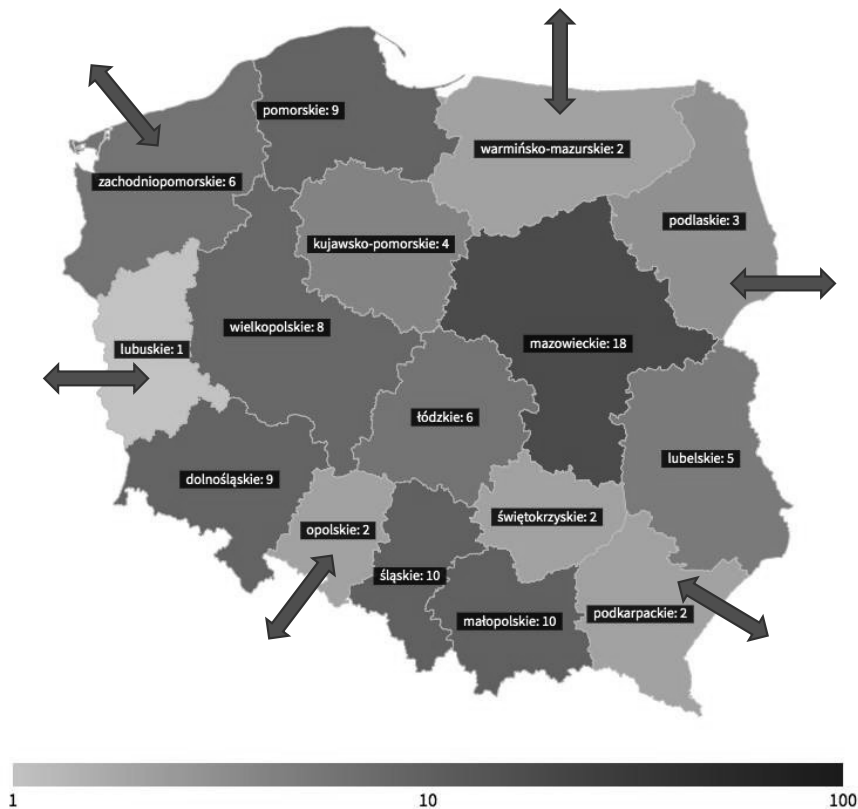 pomorskie: 9
warmińsko-mazurskie: 2
zachodniopomorskie: 6
podlaskie: 3
kujawsko-pomorskie: 4
wielkopolskie: 8
mazowieckie: 18
lubuskie: 1
łódzkie: 6
lubelskie: 5
dolnośląskie: 9
świętokrzyskie: 2
opolskie: 2
śląskie: 10
podkarpackie: 2
małopolskie: 10
1 10 100